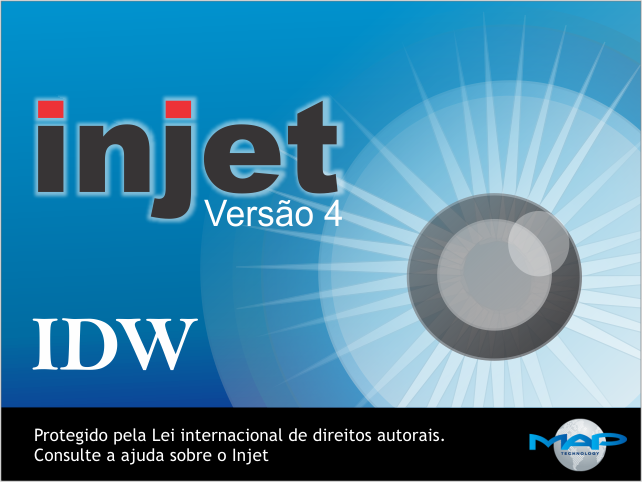 injet
Versão 4
IDW
Protegido pela Lei internacional de direitos autorais.
Consulte a ajuda sobre o Injet
MAP
TECHNOLOGY